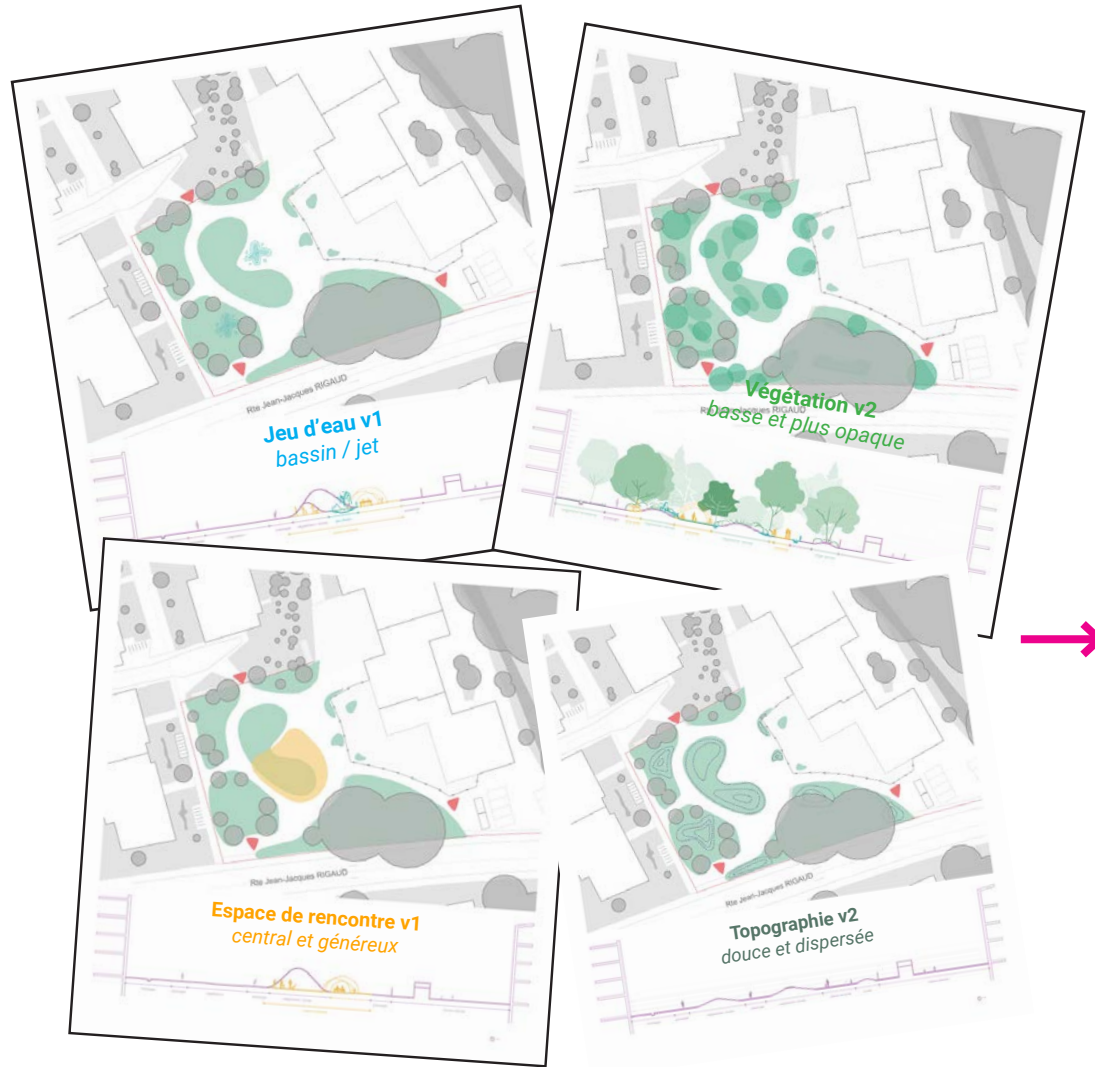 Rte Jean-Jacques RIGAUD
Jeu d'eau v1
bassin / jet
Rte Jean-Jacques RIGAUD
Végétation v2
basse et plus opaque
Rte Jean-Jacques RIGAUD
Espace de rencontre v1
central et généreux
Rte Jean-Jacques RIGAUD
Topographie v2
douce et dispersée